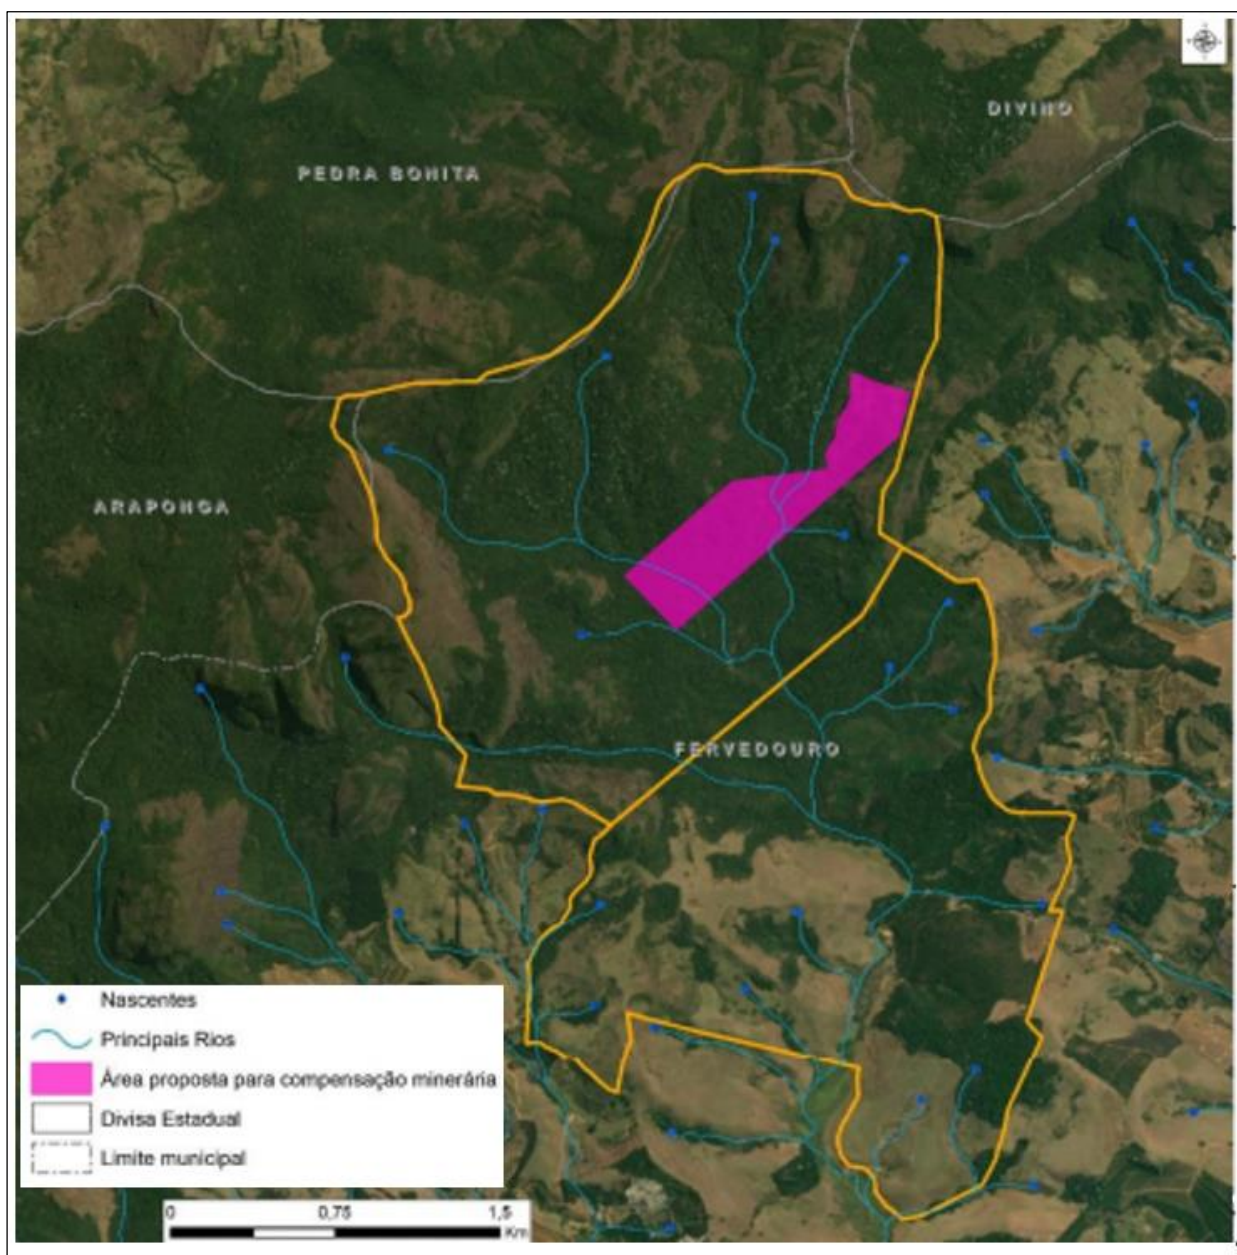 DIVINO
PEDRA BONITA
ARAPONGA
FERVEDOURO
Nascentes
Principais Rios
Área proposta para compensação minerária
Divisa Estadual
Limite municipal
0 0,75 1,5
Km